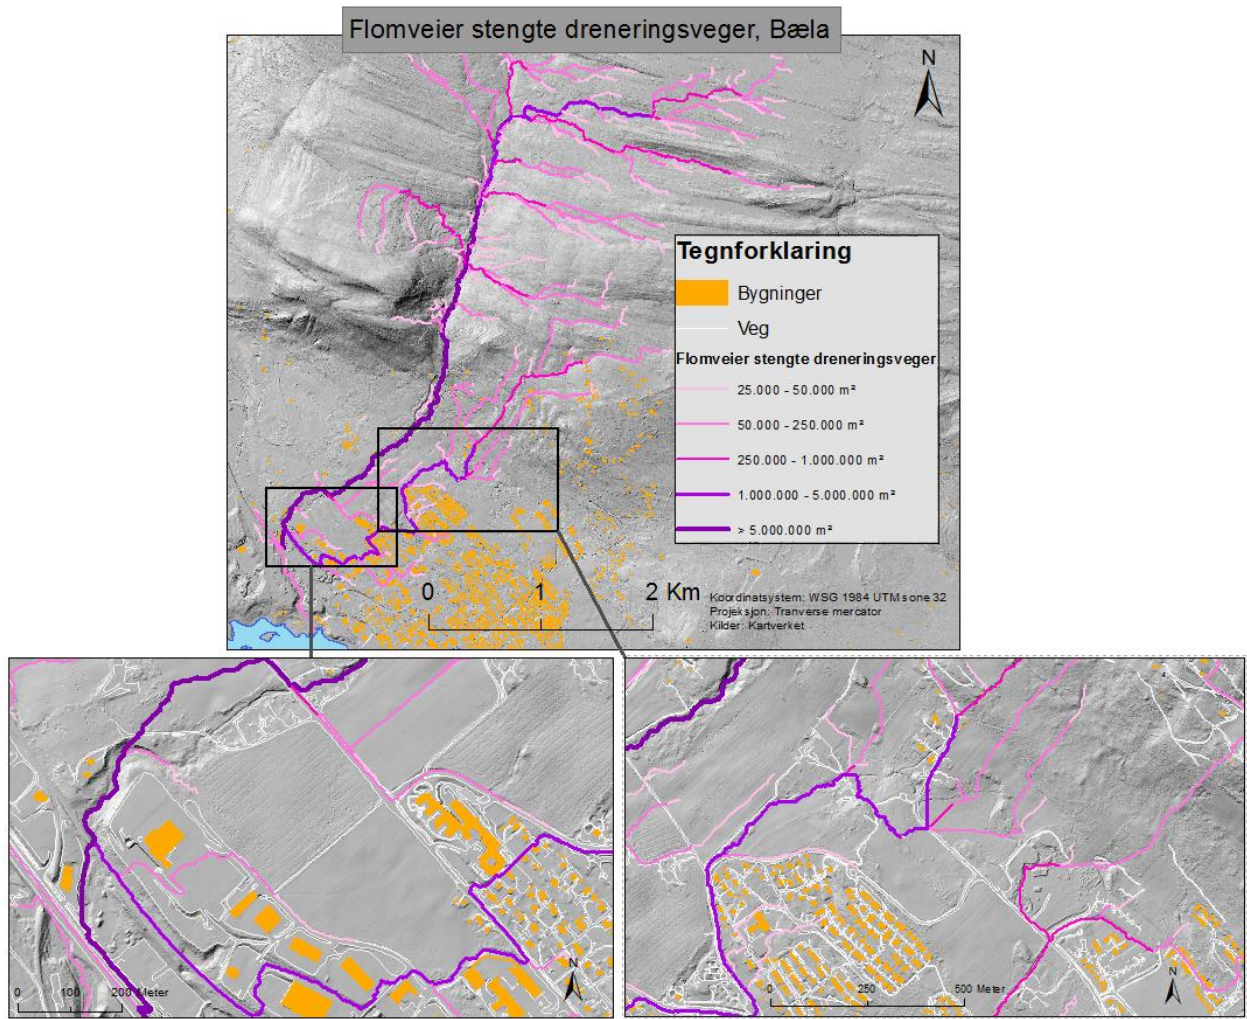 Flomveier stengte dreneringsveger, Bæla
N
Tegnforklaring
Bygninger
Veg
Flomveier stengte dreneringsveger
25.000 - 50.000 m²
50.000 - 250.000 m²
250.000 - 1.000.000 m²
1.000.000 - 5.000.000 m²
> 5.000.000 m²
0 1 2 Km
Koordinatsystem: WSG 1984 UTM sone 32
Projeksjon: Tranverse mercator
Kilder: Kartverket
N
0 100 200 Meter
N
0 250 500 Meter